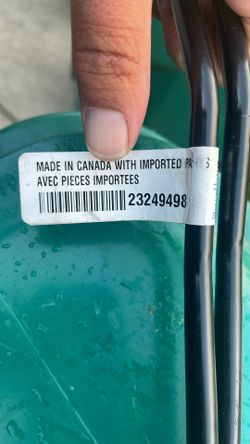 MADE IN CANADA WITH IMPORTED
AVEC PIECES IMPORTEES
23249498